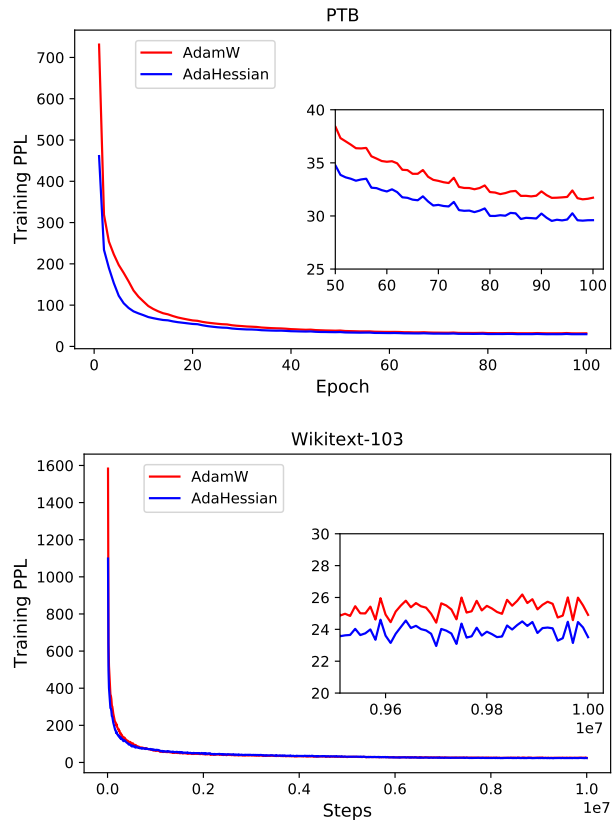 PTB
AdamW
AdaHessian
Training PPL
700
600
500
400
300
200
100
0
0 20 40 60 80 100
Epoch
40
35
30
25
50 60 70 80 90 100
Wikitext-103
AdamW
AdaHessian
Training PPL
1600
1400
1200
1000
800
600
400
200
0
0.0 0.2 0.4 0.6 0.8 1.0
1e7
Steps
30
28
26
24
22
20
0.96 0.98 1.00
1e7